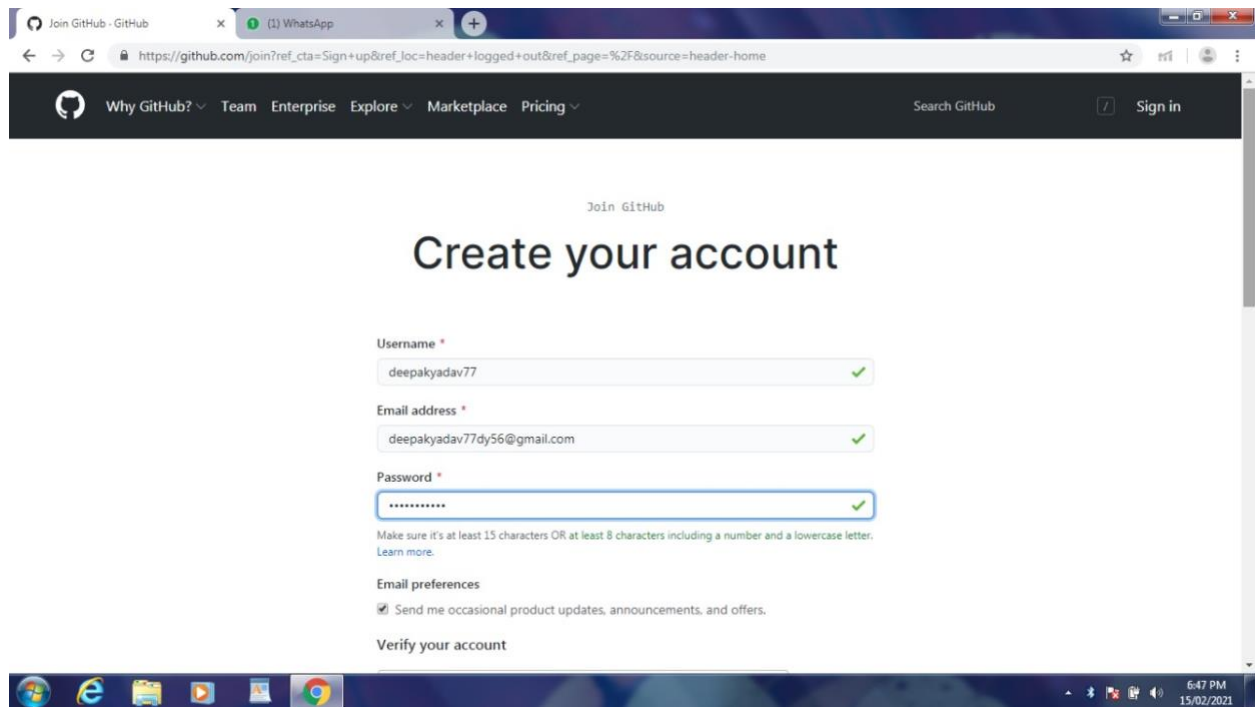 Join GitHub · GitHub
(1) WhatsApp
https://github.com/join?ref_cta=Sign+up&ref_loc=header+logged+out&ref_page=%2F&source=header-home
Why GitHub? Team Enterprise Explore Marketplace Pricing Search GitHub / Sign in
Join GitHub
Create your account
Username *
deepakyadav77
Email address *
deepakyadav77dy56@gmail.com
Password *
•••••••••••
Make sure it's at least 15 characters OR at least 8 characters including a number and a lowercase letter.
Learn more.
Email preferences
Send me occasional product updates, announcements, and offers.
Verify your account
6:47 PM
15/02/2021